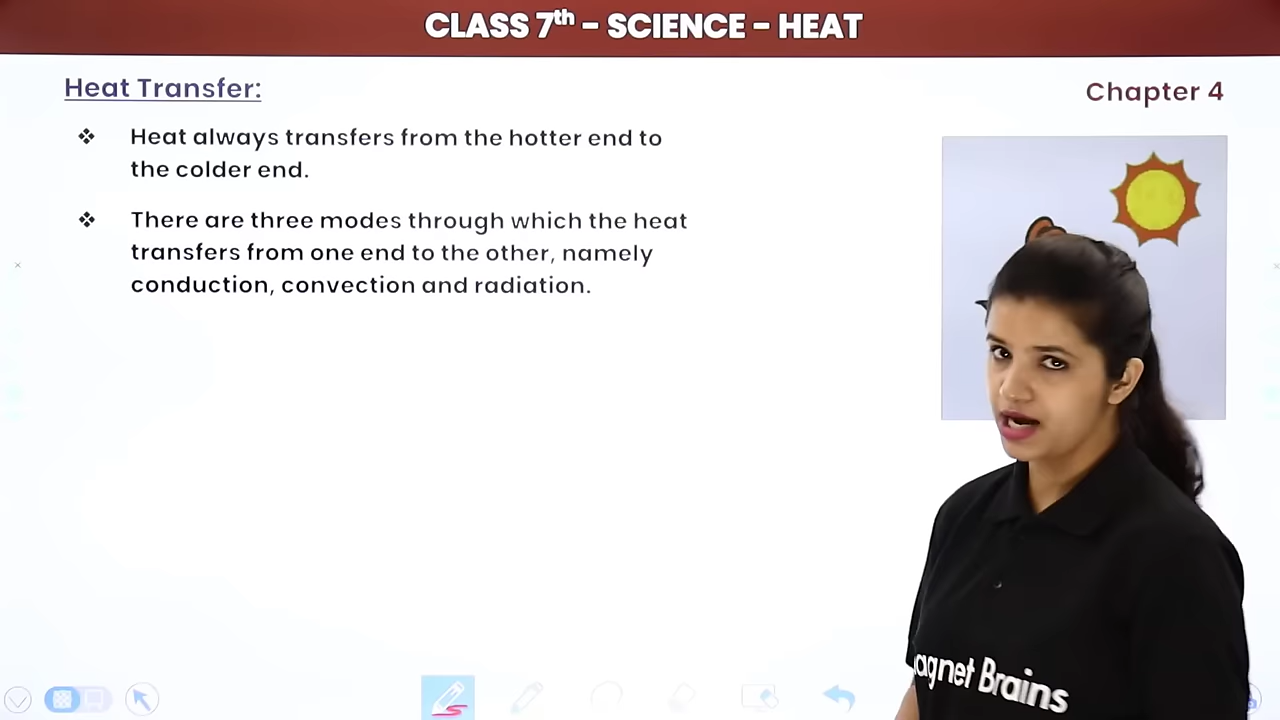 CLASS 7th – SCIENCE – HEAT
Heat Transfer:
Chapter 4
❖ Heat always transfers from the hotter end to
the colder end.
❖ There are three modes through which the heat
transfers from one end to the other, namely
conduction, convection and radiation.
agnet Brains